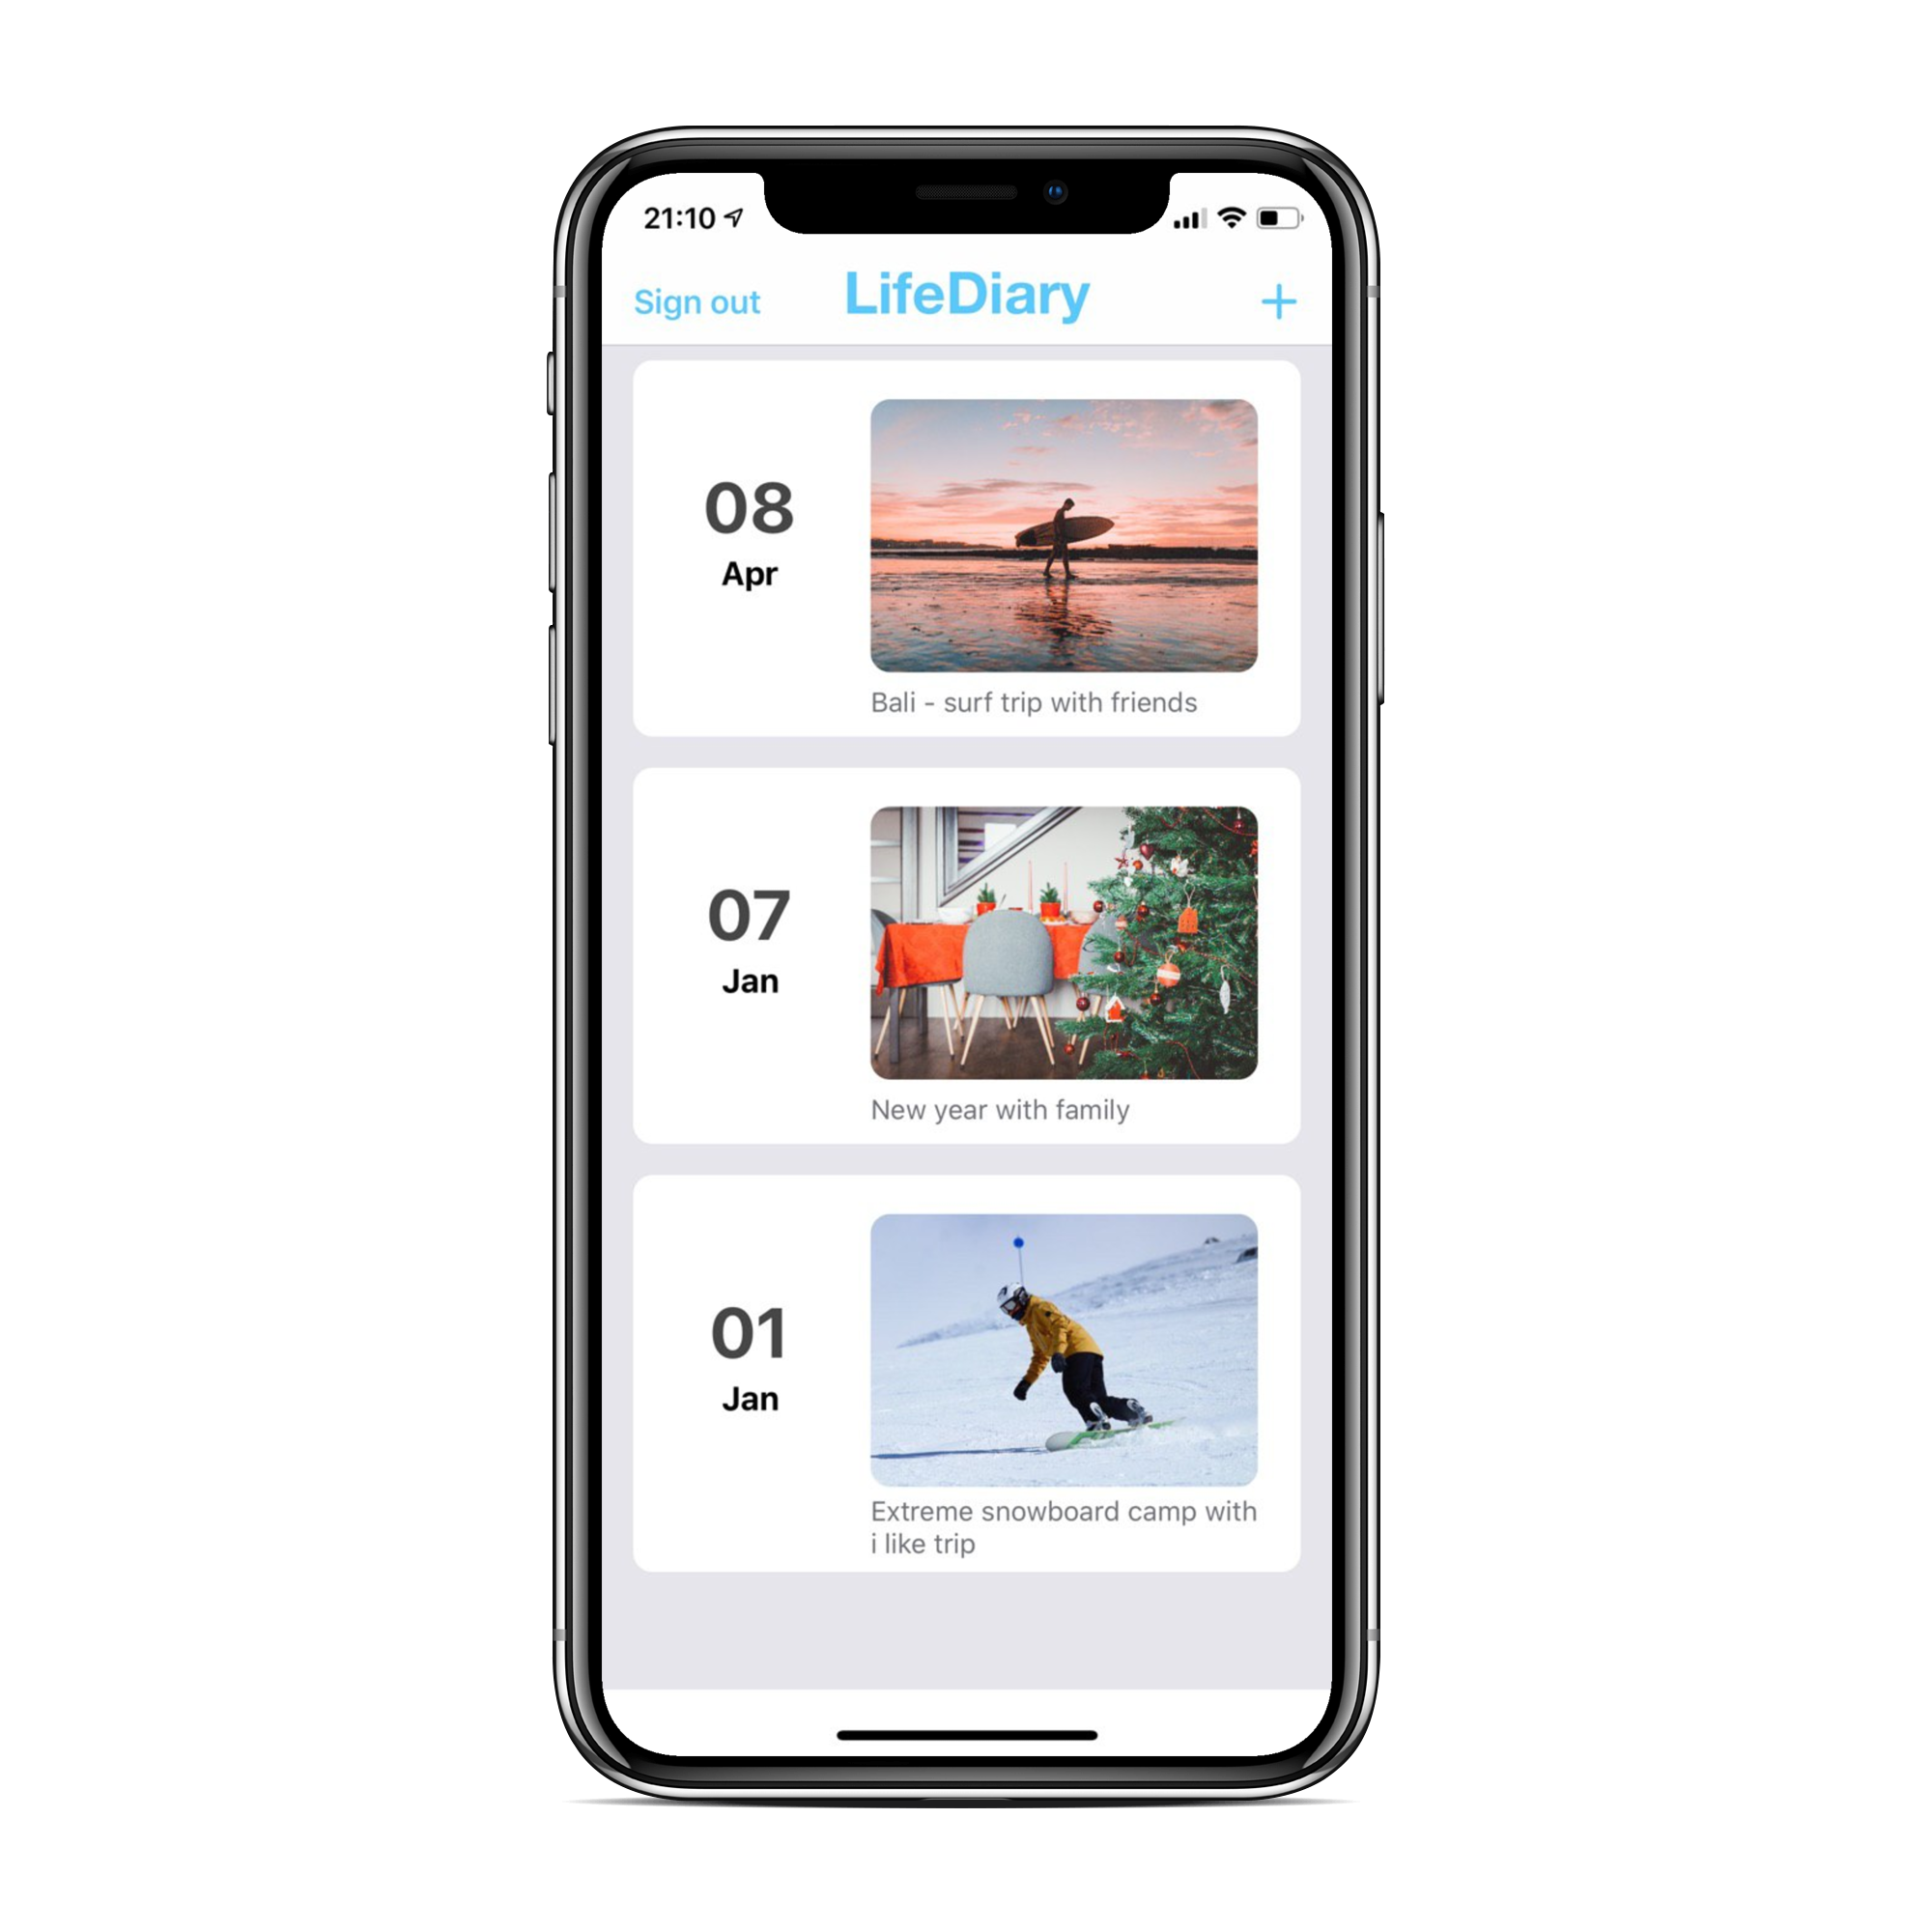 21:10
Sign out LifeDiary +
08
Apr
Bali - surf trip with friends
07
Jan
New year with family
01
Jan
Extreme snowboard camp with
i like trip